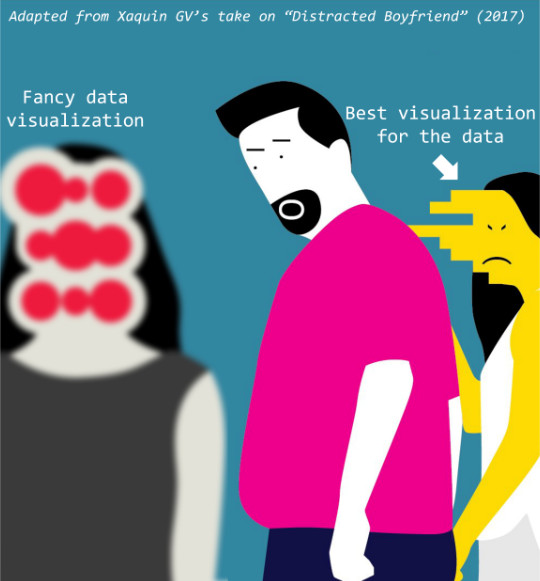 Adapted from Xaquin GV’s take on “Distracted Boyfriend” (2017)
Fancy data
visualization
Best visualization
for the data